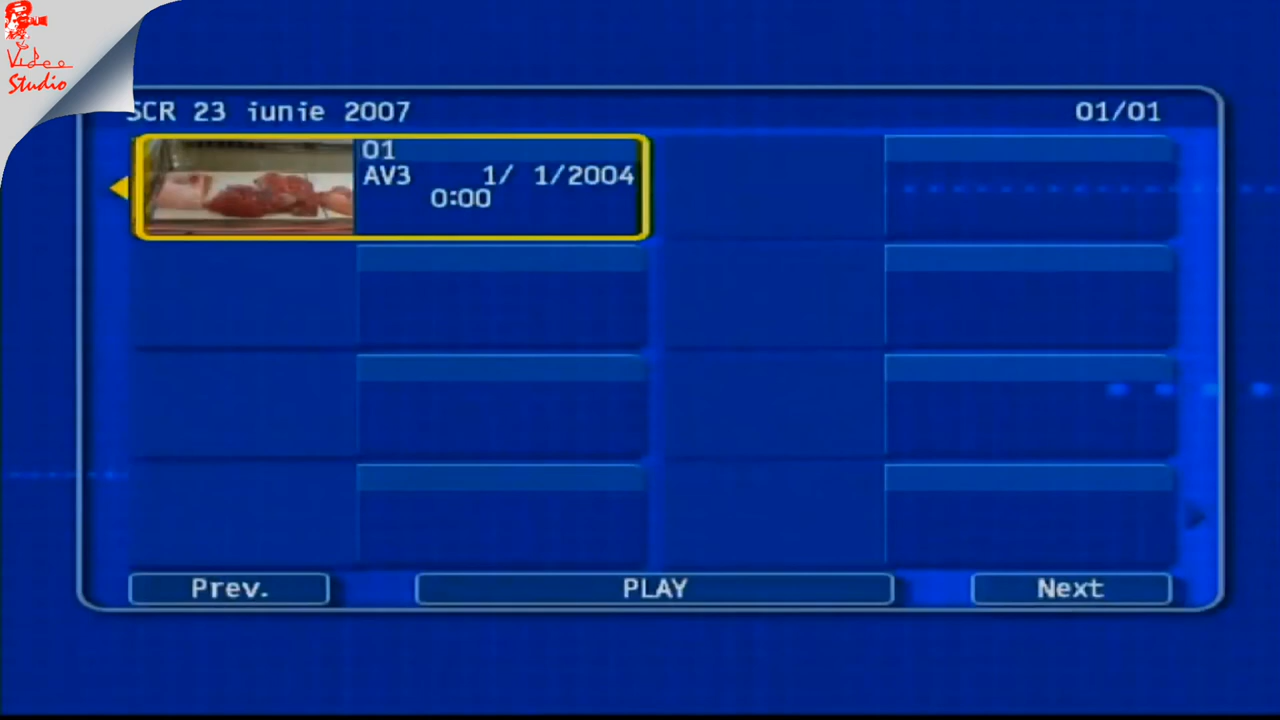 Video
Studio
SCR 23 iunie 2007
01/01
01
AV3 1/ 1/2004
0:00
Prev.
PLAY
Next